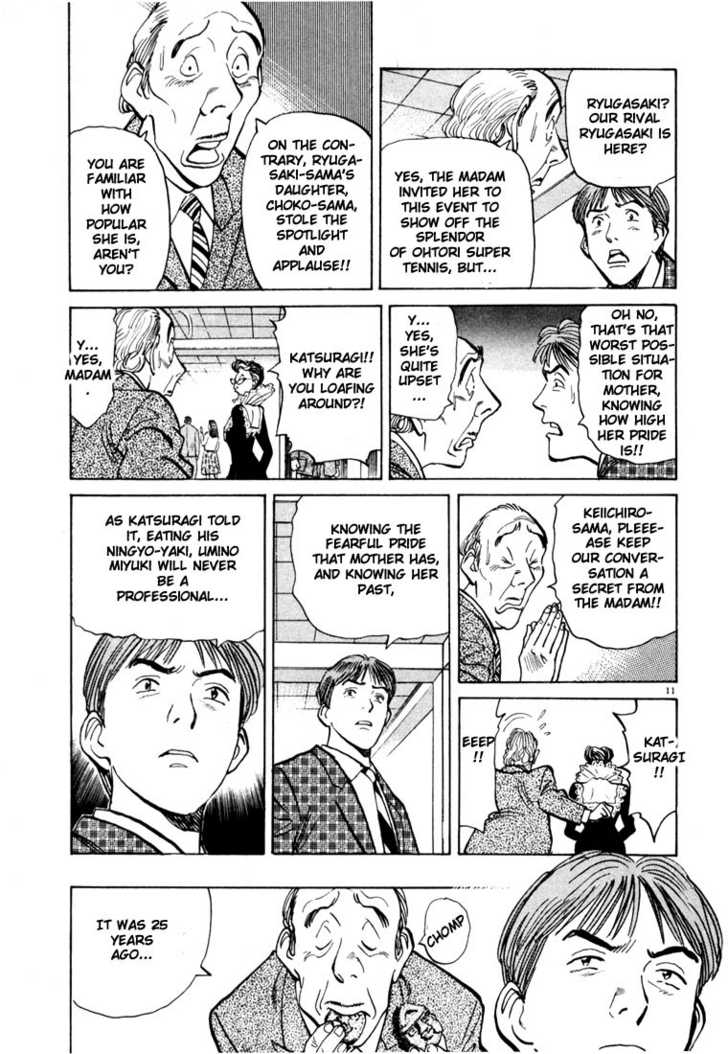 RYUGASAKI?
OUR RIVAL
RYUGASAKI IS
HERE?
YES, THE MADAM
INVITED HER TO
THIS EVENT TO
SHOW OFF THE
SPLENDOR
OF OHTORI SUPER
TENNIS, BUT...
ON THE CON-
TRARY, RYUGA-
SAKI-SAMA'S
DAUGHTER,
CHOKO-SAMA,
STOLE THE
SPOTLIGHT
AND
APPLAUSE!!
YOU ARE
FAMILIAR
WITH
HOW
POPULAR
SHE IS,
AREN'T
YOU?
OH NO,
THAT'S THAT
WORST POS-
SIBLE SITUA-
TION FOR
MOTHER,
KNOWING
HOW HIGH
HER PRIDE
IS!!
Y...
YES,
SHE'S
QUITE
UPSET
...
KATSURAGI!!
WHY ARE
YOU LOAFING
AROUND?!
Y...
YES,
MADAM
.
KEIICHIRO-
SAMA, PLEEE-
ASE KEEP
OUR CONVER-
SATION A
SECRET FROM
THE MADAM!!
11
KAT-
SURAGI
!!
EEEP
!!
KNOWING THE
FEARFUL PRIDE
THAT MOTHER HAS,
AND KNOWING HER
PAST,
AS KATSURAGI TOLD
IT, EATING HIS
NINGYO-YAKI, UMINO
MIYUKI WILL NEVER
BE A
PROFESSIONAL...
CHOMP
IT WAS 25
YEARS
AGO...